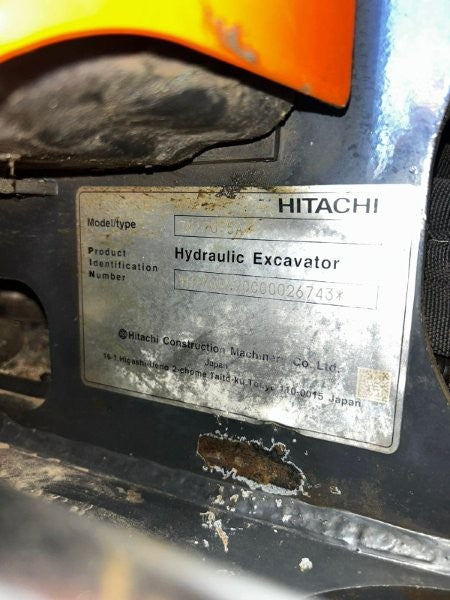 HITACHI
Model/type
Hydraulic Excavator
Product
Identification
Number
©Hitachi Construction Machinery Co., Ltd.
Japan
16-1, Higashi-Ueno 2-chome Taito-ku, Tokyo 110-0015 Japan